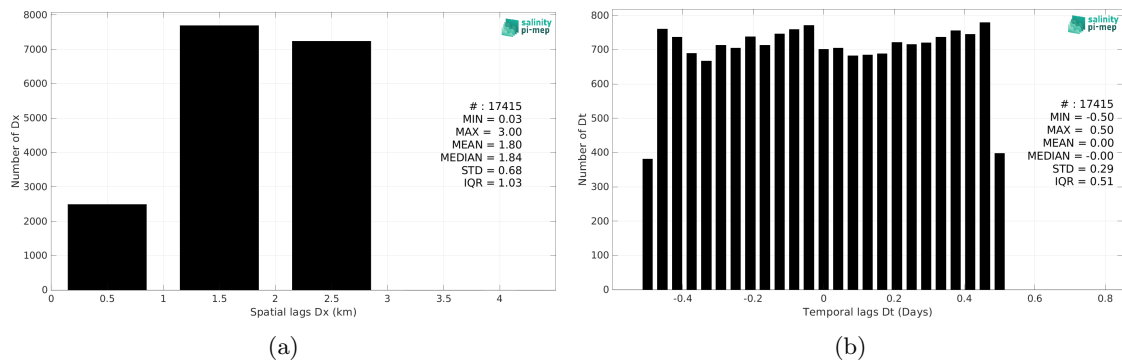 8000
7000
6000
5000
4000
3000
2000
1000
0
Number of Dx
salinity
pi-mep
# : 17415
MIN = 0.03
MAX = 3.00
MEAN = 1.80
MEDIAN = 1.84
STD = 0.68
IQR = 1.03
0 0.5 1 1.5 2 2.5 3 3.5 4
Spatial lags Dx (km)
(a)
800
700
600
500
400
300
200
100
0
Number of Dt
salinity
pi-mep
# : 17415
MIN = -0.50
MAX = 0.50
MEAN = 0.00
MEDIAN = -0.00
STD = 0.29
IQR = 0.51
-0.4 -0.2 0 0.2 0.4 0.6 0.8
Temporal lags Dt (Days)
(b)